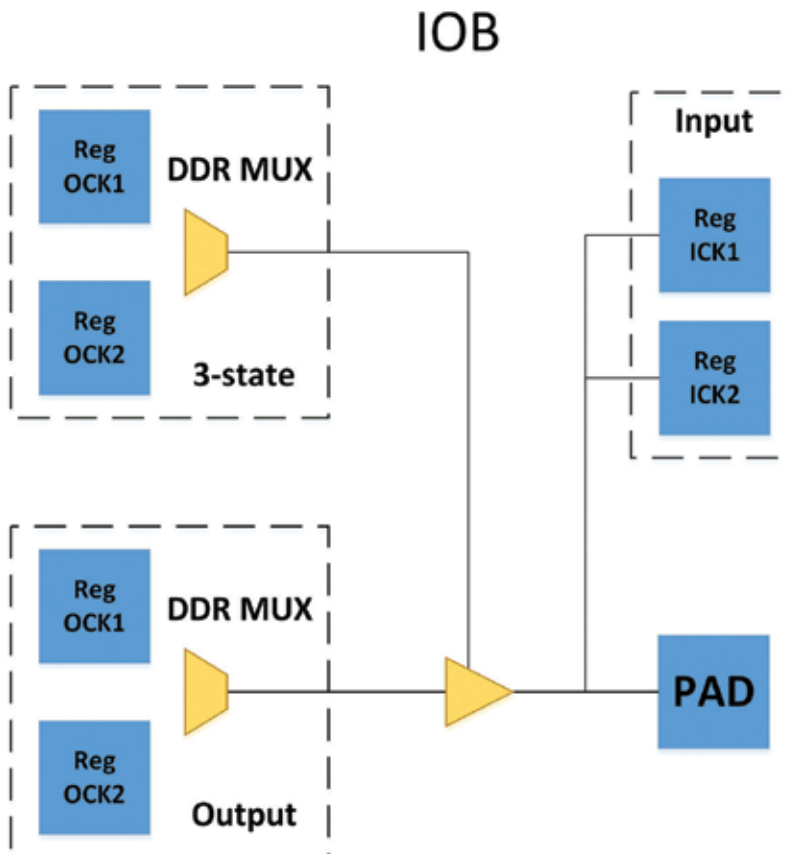 IOB
Reg
OCK1
DDR MUX
Reg
OCK2
3-state
Input
Reg
ICK1
Reg
ICK2
Reg
OCK1
DDR MUX
Reg
OCK2
Output
PAD